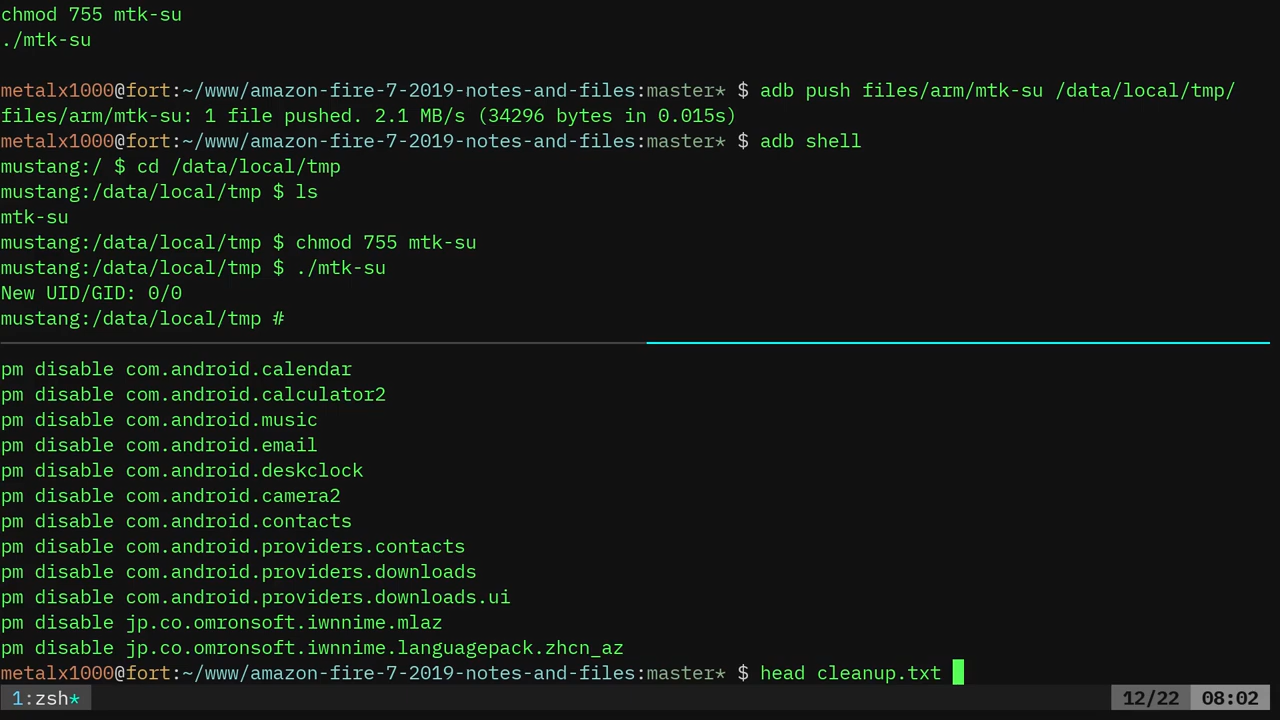 chmod 755 mtk-su
./mtk-su
metalx1000@fort:~/www/amazon-fire-7-2019-notes-and-files:master* $ adb push files/arm/mtk-su /data/local/tmp/
files/arm/mtk-su: 1 file pushed. 2.1 MB/s (34296 bytes in 0.015s)
metalx1000@fort:~/www/amazon-fire-7-2019-notes-and-files:master* $ adb shell
mustang:/ $ cd /data/local/tmp
mustang:/data/local/tmp $ ls
mtk-su
mustang:/data/local/tmp $ chmod 755 mtk-su
mustang:/data/local/tmp $ ./mtk-su
New UID/GID: 0/0
mustang:/data/local/tmp #
pm disable com.android.calendar
pm disable com.android.calculator2
pm disable com.android.music
pm disable com.android.email
pm disable com.android.deskclock
pm disable com.android.camera2
pm disable com.android.contacts
pm disable com.android.providers.contacts
pm disable com.android.providers.downloads
pm disable com.android.providers.downloads.ui
pm disable jp.co.omronsoft.iwnnime.mlaz
pm disable jp.co.omronsoft.iwnnime.languagepack.zhcn_az
metalx1000@fort:~/www/amazon-fire-7-2019-notes-and-files:master* $ head cleanup.txt
1:zsh* 12/22 08:02